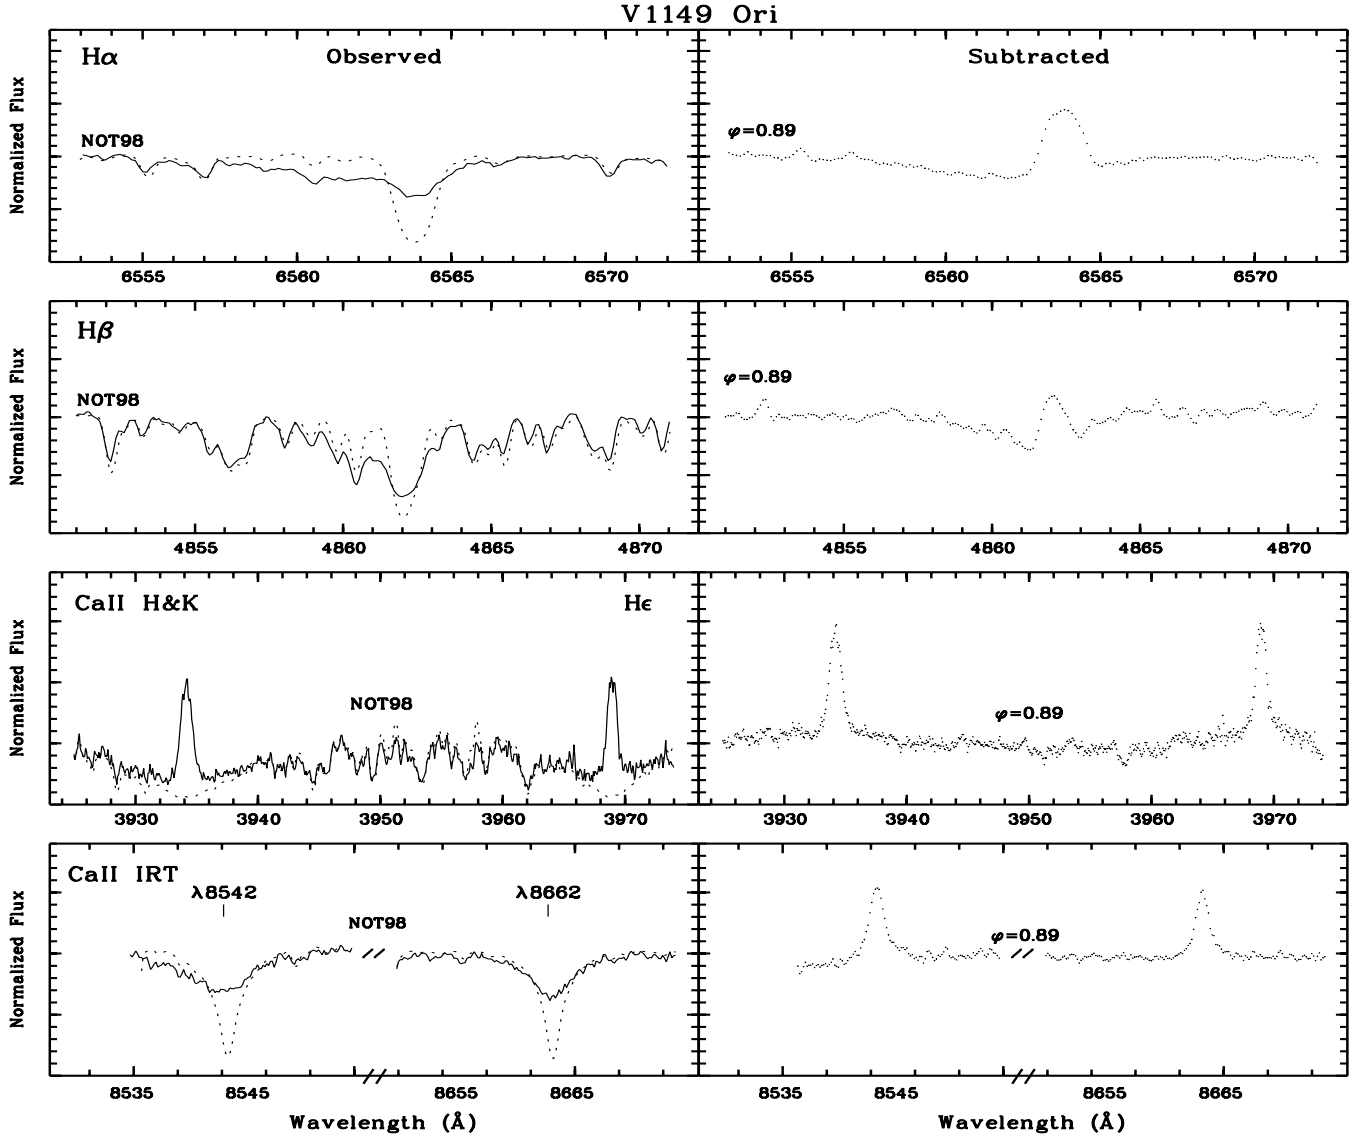 V1149 Ori
Hα Observed Subtracted
NOT98
φ=0.89
Normalized Flux
6555 6560 6565 6570 6555 6560 6565 6570
Hβ
NOT98
φ=0.89
Normalized Flux
4855 4860 4865 4870 4855 4860 4865 4870
CaII H&K Hϵ
NOT98
φ=0.89
Normalized Flux
3930 3940 3950 3960 3970 3930 3940 3950 3960 3970
CaII IRT
λ8542 λ8662
NOT98
φ=0.89
Normalized Flux
8535 8545 8655 8665 8535 8545 8655 8665
Wavelength (Å) Wavelength (Å)